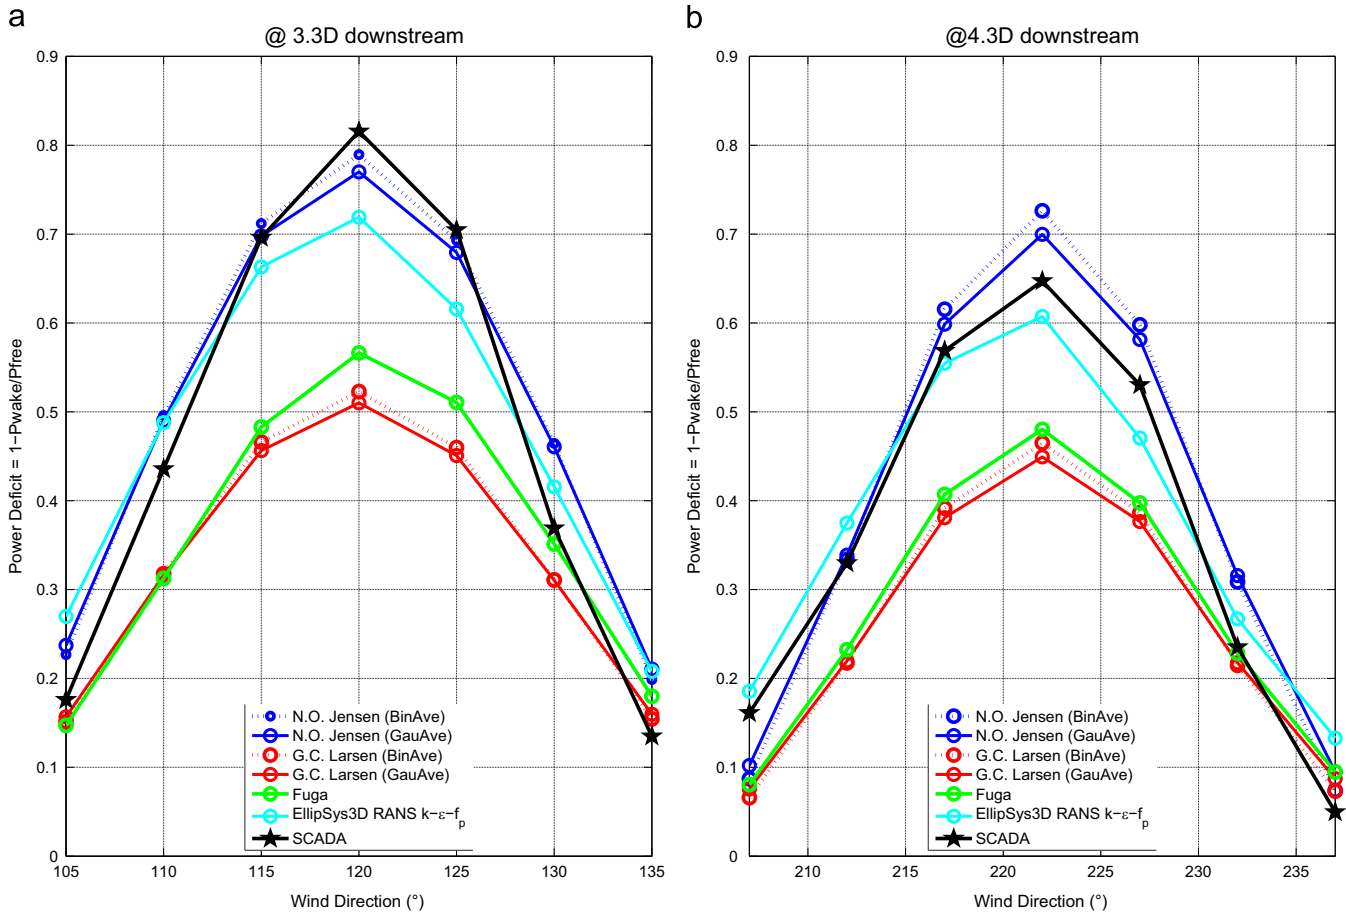 a
@ 3.3D downstream
0.9
0.8
0.7
0.6
0.5
0.4
0.3
0.2
0.1
0
Power Deficit = 1−Pwake/Pfree
105
110
115
120
125
130
135
Wind Direction (°)
N.O. Jensen (BinAve)
N.O. Jensen (GauAve)
G.C. Larsen (BinAve)
G.C. Larsen (GauAve)
Fuga
EllipSys3D RANS k−ε−fp
SCADA
b
@4.3D downstream
0.9
0.8
0.7
0.6
0.5
0.4
0.3
0.2
0.1
0
Power Deficit = 1−Pwake/Pfree
210
215
220
225
230
235
Wind Direction (°)
N.O. Jensen (BinAve)
N.O. Jensen (GauAve)
G.C. Larsen (BinAve)
G.C. Larsen (GauAve)
Fuga
EllipSys3D RANS k−ε−fp
SCADA